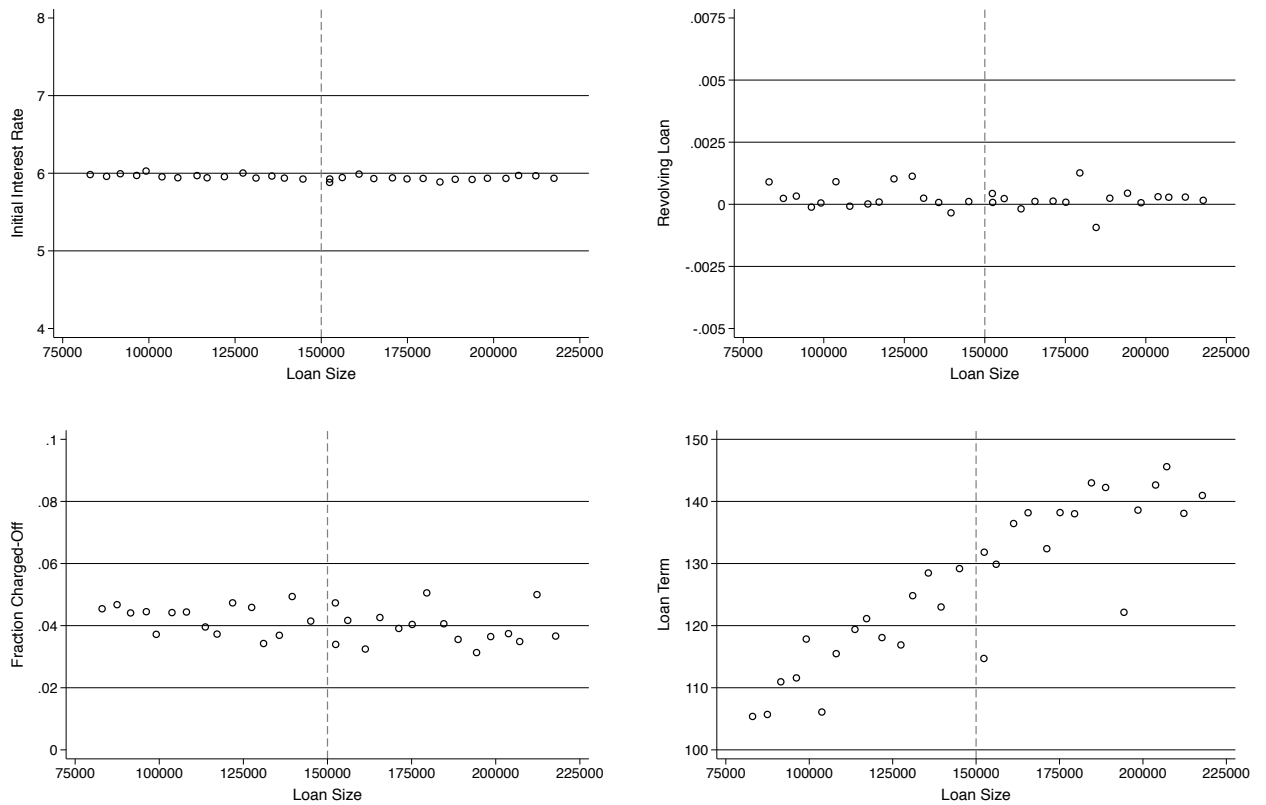 8
7
6
5
4
Initial Interest Rate
75000 100000 125000 150000 175000 200000 225000
Loan Size
.0075
.005
.0025
0
-.0025
-.005
Revolving Loan
75000 100000 125000 150000 175000 200000 225000
Loan Size
.1
.08
.06
.04
.02
0
Fraction Charged-Off
75000 100000 125000 150000 175000 200000 225000
Loan Size
150
140
130
120
110
100
Loan Term
75000 100000 125000 150000 175000 200000 225000
Loan Size